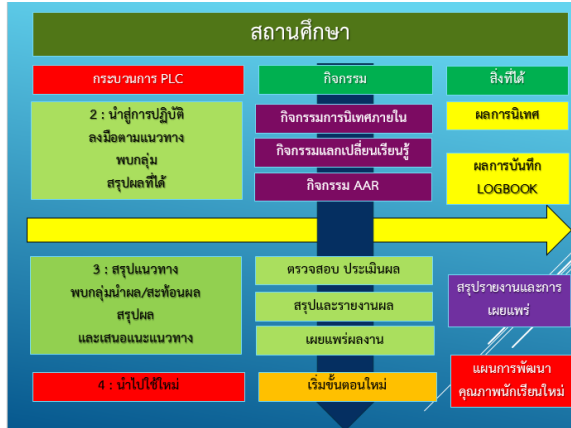 สถานศึกษา
กระบวนการ PLC
กิจกรรม
สิ่งที่ได้
2 : นำสู่การปฏิบัติ
ลงมือตามแนวทาง
พบกลุ่ม
สรุปผลที่ได้
กิจกรรมการนิเทศภายใน
กิจกรรมแลกเปลี่ยนเรียนรู้
กิจกรรม AAR
ผลการนิเทศ
ผลการบันทึก
LOGBOOK
3 : สรุปแนวทาง
พบกลุ่มนำผล/สะท้อนผล
สรุปผล
และเสนอแนะแนวทาง
ตรวจสอบ ประเมินผล
สรุปและรายงานผล
เผยแพร่ผลงาน
สรุปรายงานและการ
เผยแพร่
4 : นำไปใช้ใหม่
เริ่มขั้นตอนใหม่
แผนการพัฒนา
คุณภาพนักเรียนใหม่